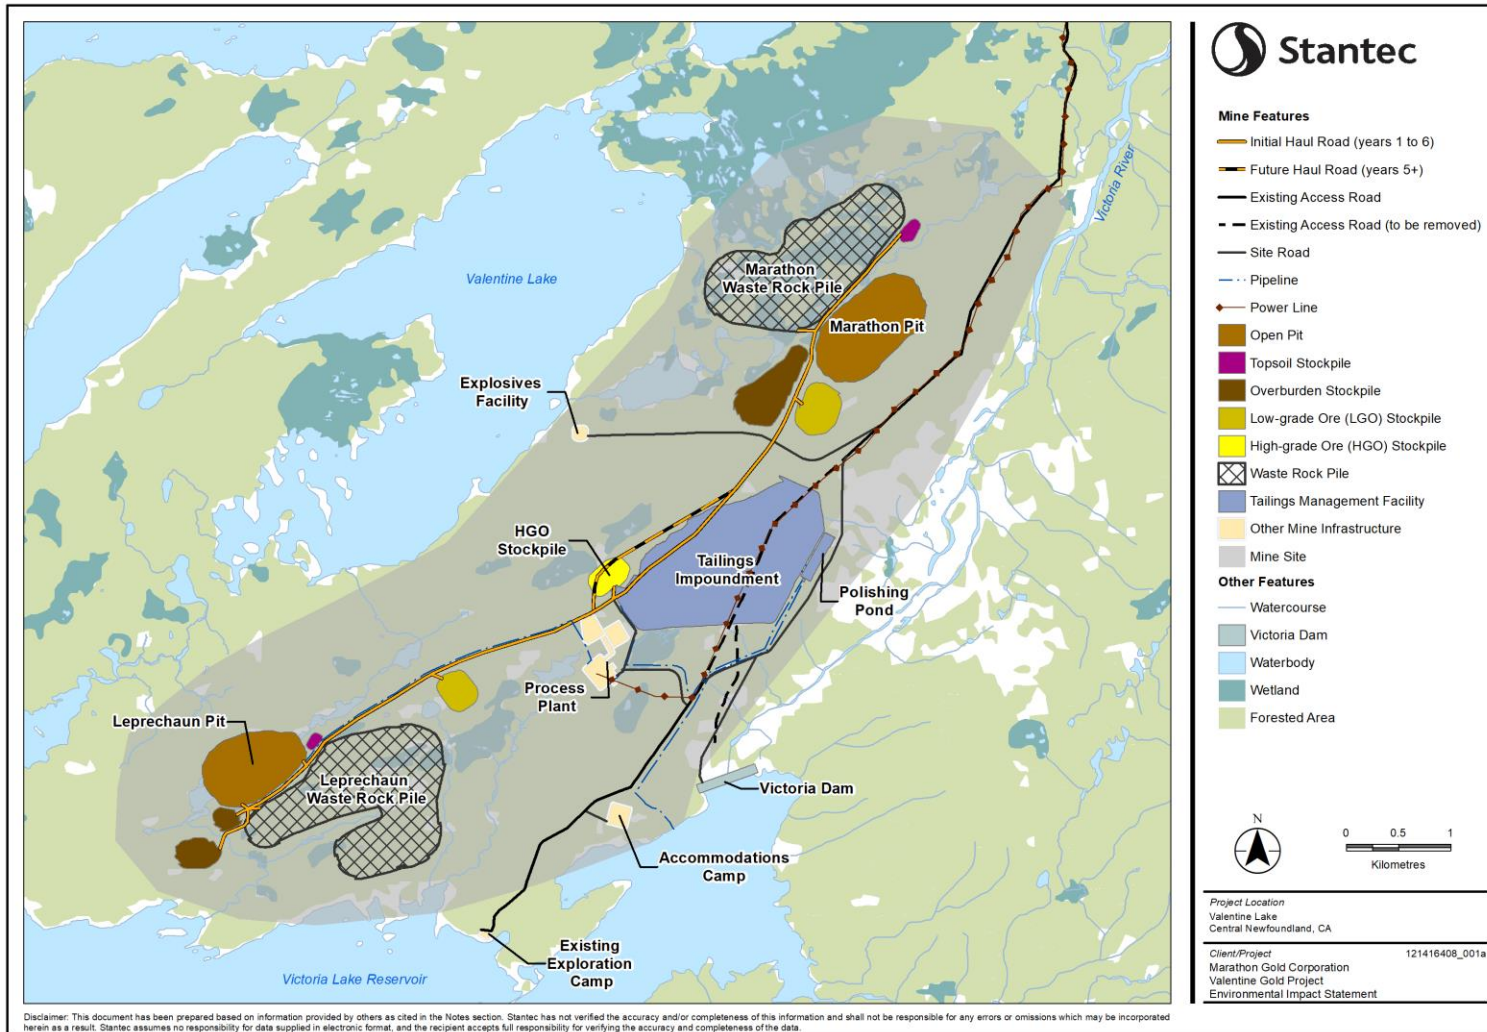 Valentine Lake
Victoria River
Marathon
Waste Rock Pile
Marathon Pit
Explosives
Facility
HGO
Stockpile
Tailings
Impoundment
Polishing
Pond
Process
Plant
Leprechaun Pit
Leprechaun
Waste Rock Pile
Victoria Dam
Accommodations
Camp
Existing
Exploration
Camp
Victoria Lake Reservoir
Stantec
Mine Features
Initial Haul Road (years 1 to 6)
Future Haul Road (years 5+)
Existing Access Road
Existing Access Road (to be removed)
Site Road
Pipeline
Power Line
Open Pit
Topsoil Stockpile
Overburden Stockpile
Low-grade Ore (LGO) Stockpile
High-grade Ore (HGO) Stockpile
Waste Rock Pile
Tailings Management Facility
Other Mine Infrastructure
Mine Site
Other Features
Watercourse
Victoria Dam
Waterbody
Wetland
Forested Area
N
0 0.5 1
Kilometres
Project Location
Valentine Lake
Central Newfoundland, CA
Client/Project 121416408_001a
Marathon Gold Corporation
Valentine Gold Project
Environmental Impact Statement
Disclaimer: This document has been prepared based on information provided by others as cited in the Notes section. Stantec has not verified the accuracy and/or completeness of this information and shall not be responsible for any errors or omissions which may be incorporated
herein as a result. Stantec assumes no responsibility for data supplied in electronic format, and the recipient accepts full responsibility for verifying the accuracy and completeness of the data.